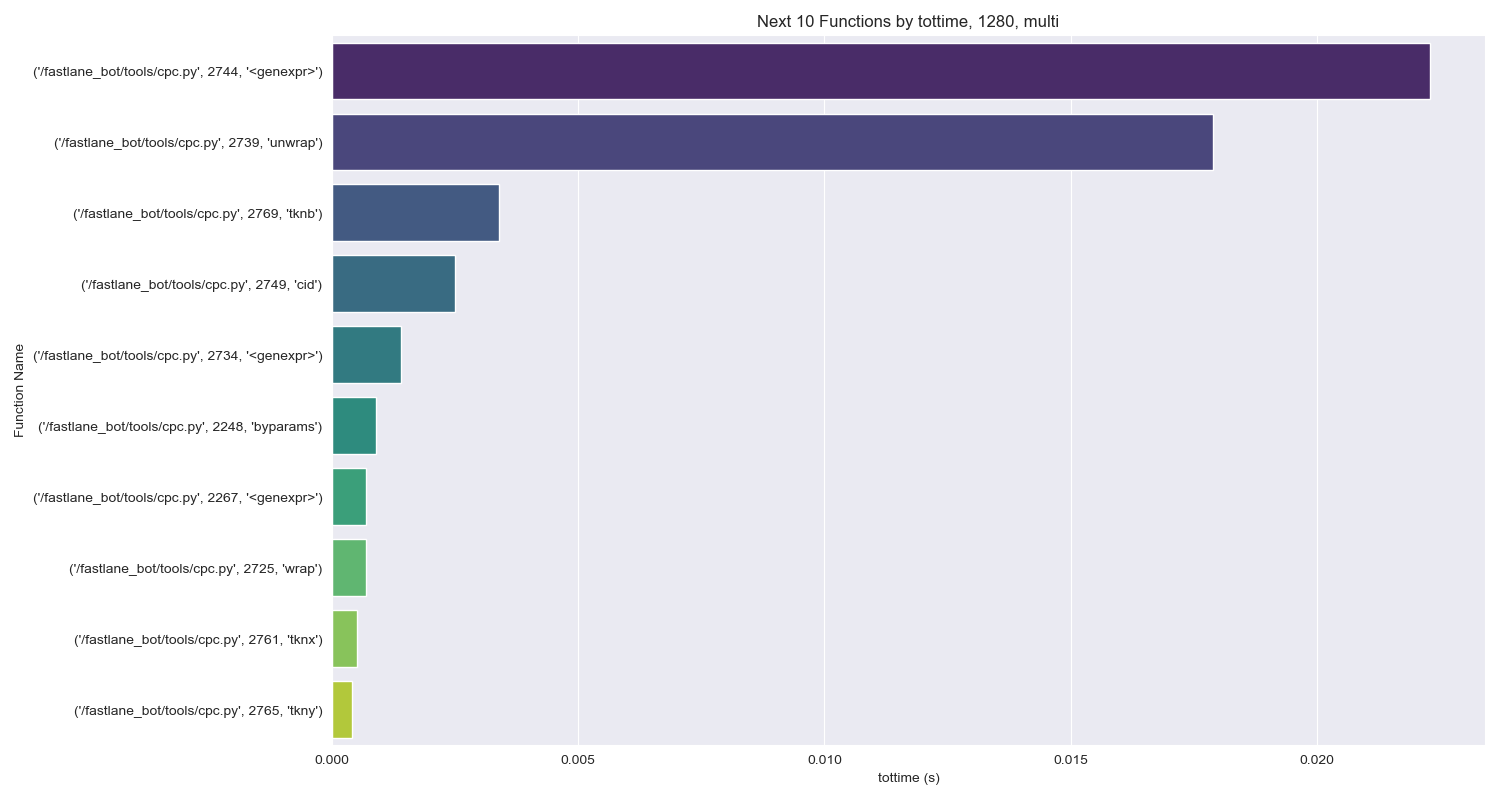 Next 10 Functions by tottime, 1280, multi
('/fastlane_bot/tools/cpc.py', 2744, '<genexpr>')
('/fastlane_bot/tools/cpc.py', 2739, 'unwrap')
('/fastlane_bot/tools/cpc.py', 2769, 'tknb')
('/fastlane_bot/tools/cpc.py', 2749, 'cid')
('/fastlane_bot/tools/cpc.py', 2734, '<genexpr>')
('/fastlane_bot/tools/cpc.py', 2248, 'byparams')
('/fastlane_bot/tools/cpc.py', 2267, '<genexpr>')
('/fastlane_bot/tools/cpc.py', 2725, 'wrap')
('/fastlane_bot/tools/cpc.py', 2761, 'tknx')
('/fastlane_bot/tools/cpc.py', 2765, 'tkny')
Function Name
0.000 0.005 0.010 0.015 0.020
tottime (s)